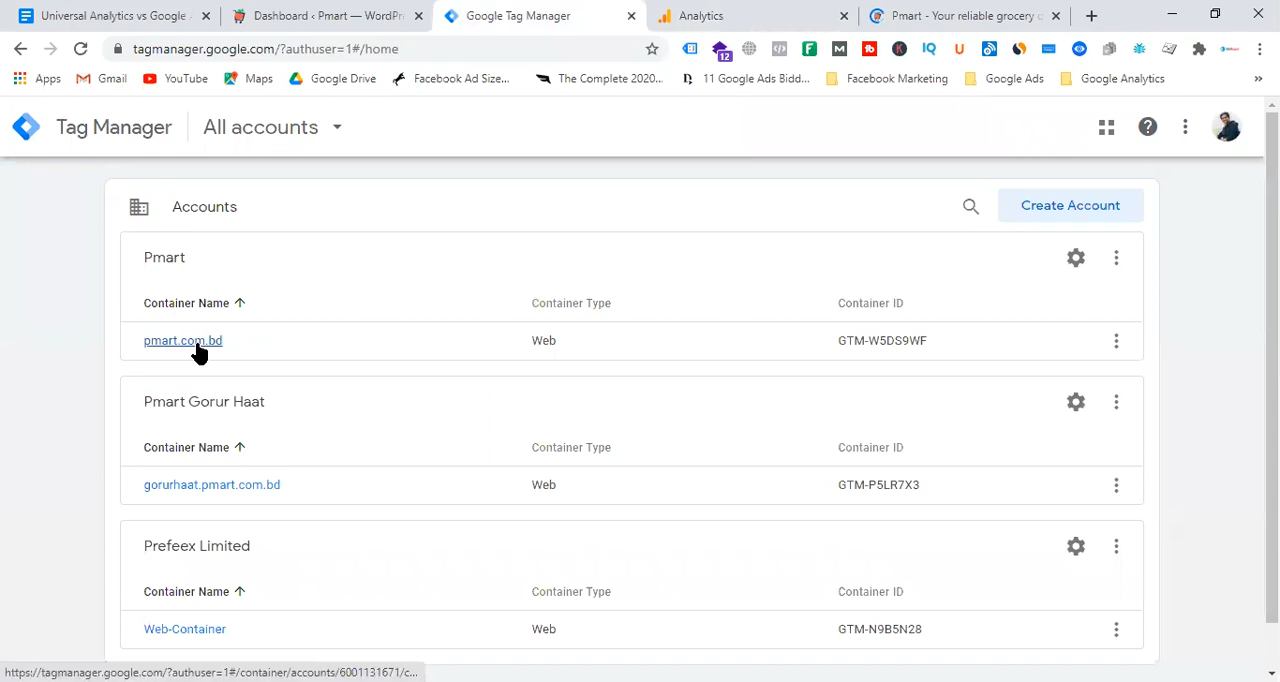 Universal Analytics vs Google
Dashboard ‹ Pmart — WordPr
Google Tag Manager
Analytics
Pmart - Your reliable grocery c
tagmanager.google.com/?authuser=1#/home
12
IQ
Apps
Gmail
YouTube
Maps
Google Drive
Facebook Ad Size...
The Complete 2020...
11 Google Ads Bidd...
Facebook Marketing
Google Ads
Google Analytics
»
Tag Manager
All accounts
Accounts
Create Account
Pmart
Container Name
Container Type
Container ID
pmart.com.bd
Web
GTM-W5DS9WF
Pmart Gorur Haat
Container Name
Container Type
Container ID
gorurhaat.pmart.com.bd
Web
GTM-P5LR7X3
Prefeex Limited
Container Name
Container Type
Container ID
Web-Container
Web
GTM-N9B5N28
https://tagmanager.google.com/?authuser=1#/container/accounts/6001131671/c...